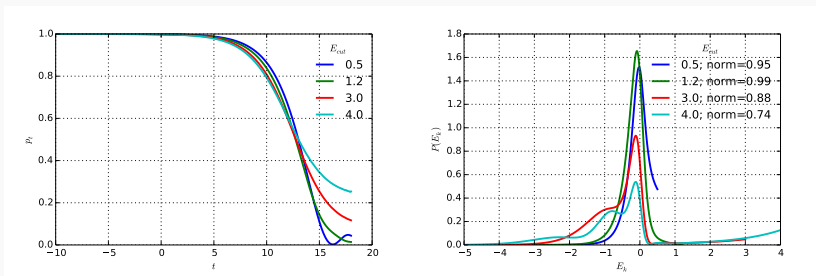 1.0
0.8
0.6
0.4
0.2
0.0
p_t
−10 −5 0 5 10 15 20
t
E_cut
0.5
1.2
3.0
4.0
1.8
1.6
1.4
1.2
1.0
0.8
0.6
0.4
0.2
0.0
P(E_k)
−5 −4 −3 −2 −1 0 1 2 3 4
E_k
E_cut
0.5; norm=0.95
1.2; norm=0.99
3.0; norm=0.88
4.0; norm=0.74